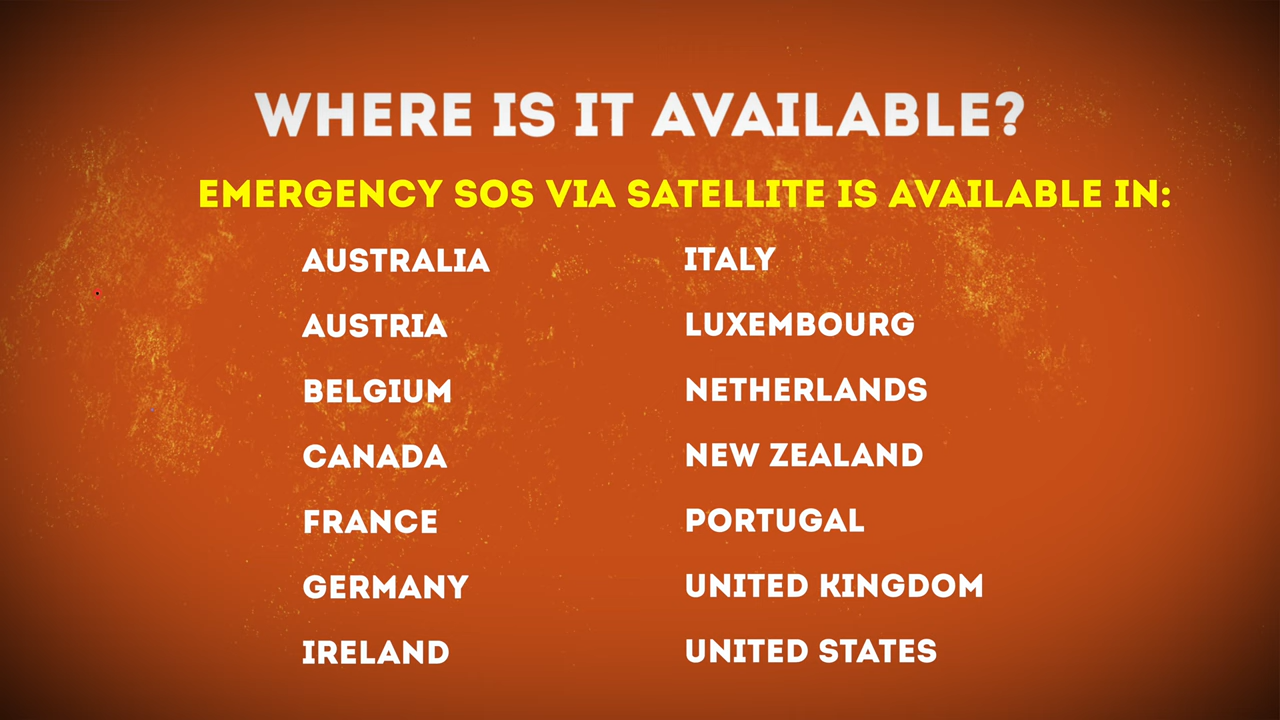 WHERE IS IT AVAILABLE?
EMERGENCY SOS VIA SATELLITE IS AVAILABLE IN:
AUSTRALIA
AUSTRIA
BELGIUM
CANADA
FRANCE
GERMANY
IRELAND
ITALY
LUXEMBOURG
NETHERLANDS
NEW ZEALAND
PORTUGAL
UNITED KINGDOM
UNITED STATES